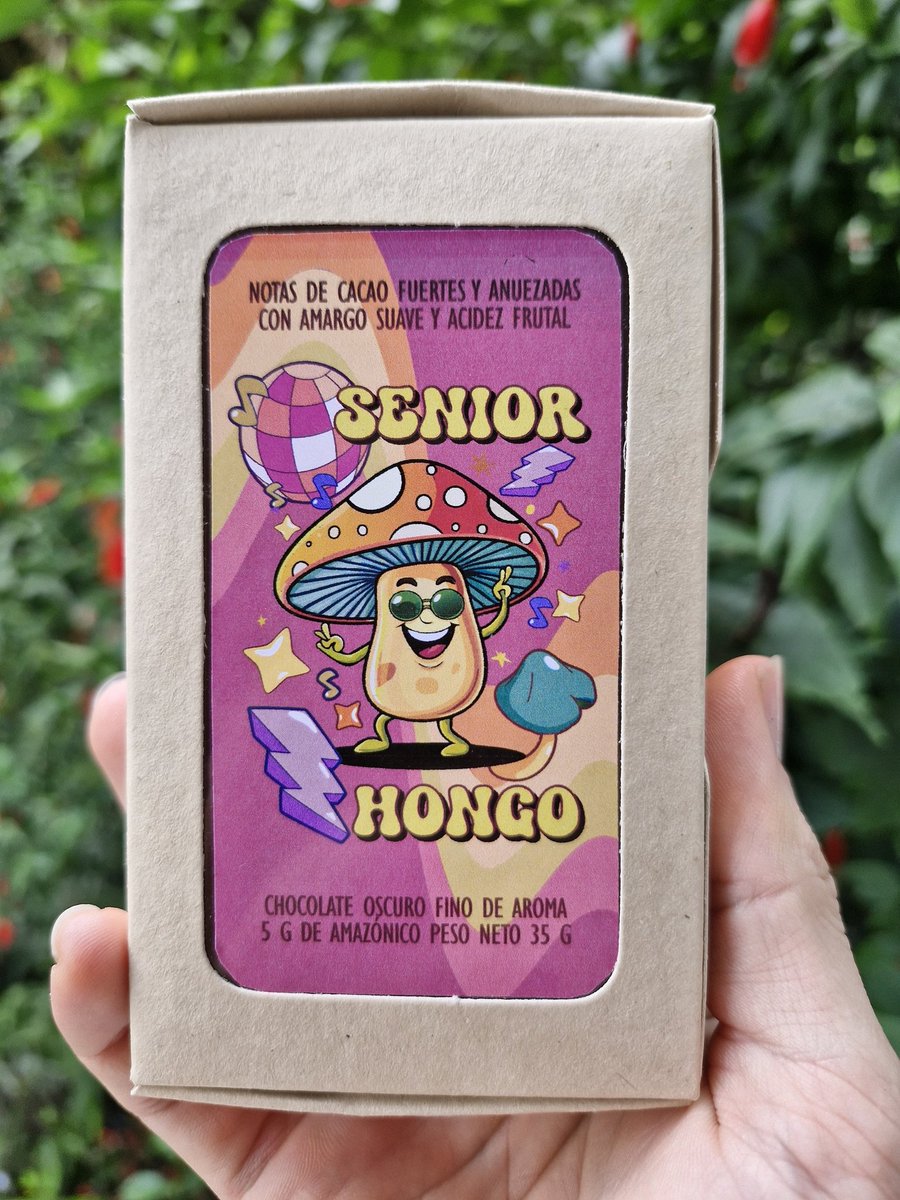 NOTAS DE CACAO FUERTES Y ANUEZADAS
CON AMARGO SUAVE Y ACIDEZ FRUTAL
SENIOR
HONGO
CHOCOLATE OSCURO FINO DE AROMA
5 G DE AMAZÓNICO PESO NETO 35 G